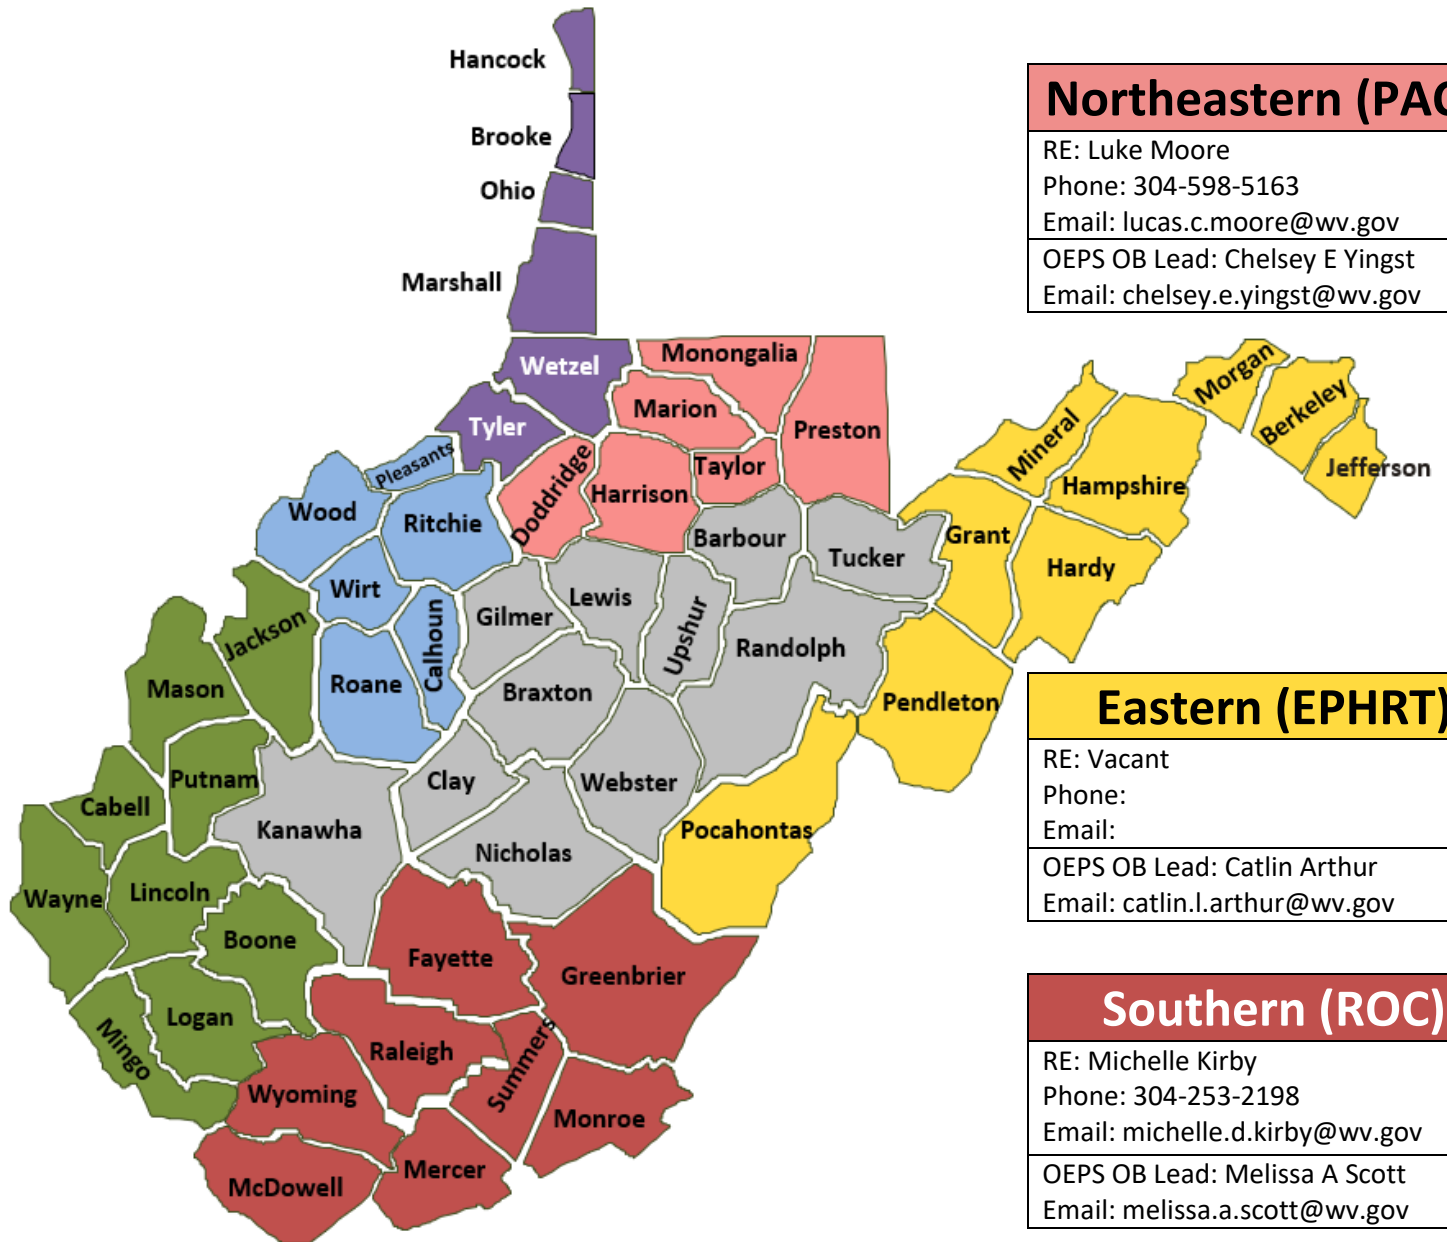 Hancock
Brooke
Ohio
Marshall
Wetzel
Tyler
Monongalia
Marion
Preston
Taylor
Doddridge
Harrison
Pleasants
Wood
Ritchie
Wirt
Calhoun
Roane
Barbour
Tucker
Lewis
Gilmer
Upshur
Randolph
Braxton
Webster
Clay
Nicholas
Kanawha
Morgan
Berkeley
Jefferson
Mineral
Hampshire
Grant
Hardy
Pendleton
Pocahontas
Jackson
Mason
Putnam
Cabell
Wayne
Lincoln
Boone
Logan
Mingo
Fayette
Greenbrier
Raleigh
Summers
Wyoming
Monroe
Mercer
McDowell
Northeastern (PAC
RE: Luke Moore
Phone: 304-598-5163
Email: lucas.c.moore@wv.gov
OEPS OB Lead: Chelsey E Yingst
Email: chelsey.e.yingst@wv.gov
Eastern (EPHRT)
RE: Vacant
Phone:
Email:
OEPS OB Lead: Catlin Arthur
Email: catlin.l.arthur@wv.gov
Southern (ROC)
RE: Michelle Kirby
Phone: 304-253-2198
Email: michelle.d.kirby@wv.gov
OEPS OB Lead: Melissa A Scott
Email: melissa.a.scott@wv.gov